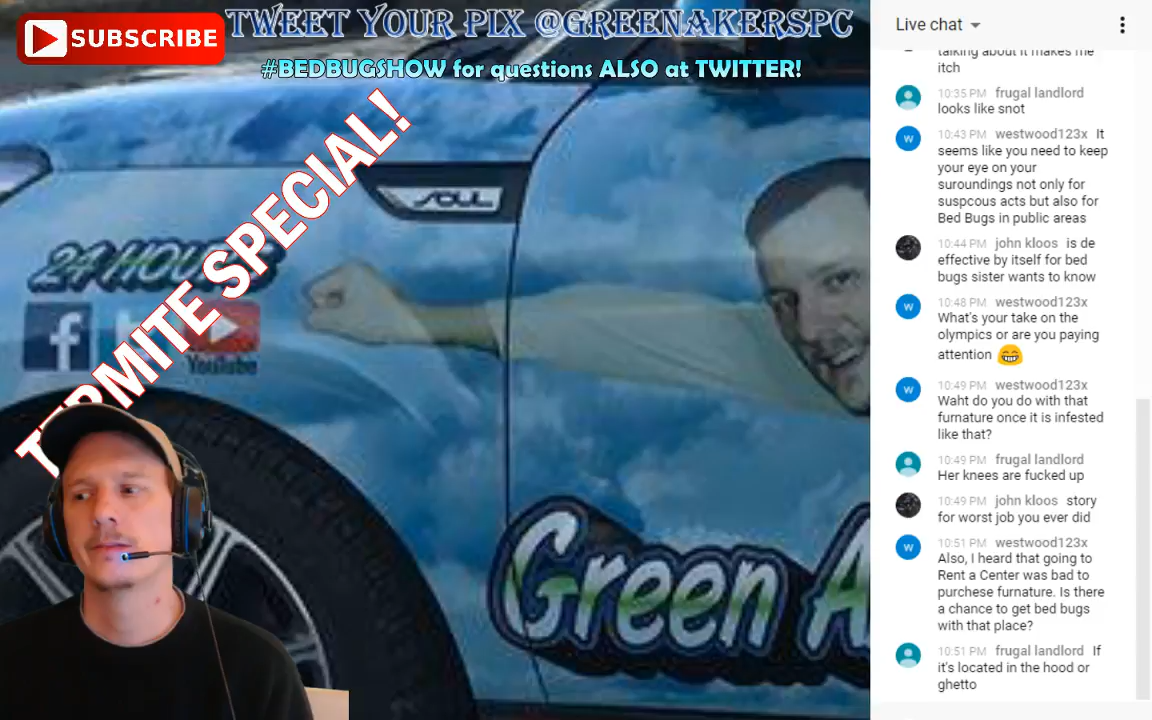 SUBSCRIBE
TWEET YOUR PIX @GREENAKERSPC
#BEDBUGSHOW for questions ALSO at TWITTER!
TERMITE SPECIAL!
SOUL
24 HOURS
f
YouTube
Green A
Live chat
talking about it makes me
itch
10:35 PM frugal landlord
looks like snot
W
10:43 PM westwood123x It
seems like you need to keep
your eye on your
suroundings not only for
suspcous acts but also for
Bed Bugs in public areas
10:44 PM john kloos is de
effective by itself for bed
bugs sister wants to know
W
10:48 PM westwood123x
What's your take on the
olympics or are you paying
attention 😁
W
10:49 PM westwood123x
Waht do you do with that
furnature once it is infested
like that?
10:49 PM frugal landlord
Her knees are fucked up
10:49 PM john kloos story
for worst job you ever did
W
10:51 PM westwood123x
Also, I heard that going to
Rent a Center was bad to
purchese furnature. Is there
a chance to get bed bugs
with that place?
10:51 PM frugal landlord If
it's located in the hood or
ghetto